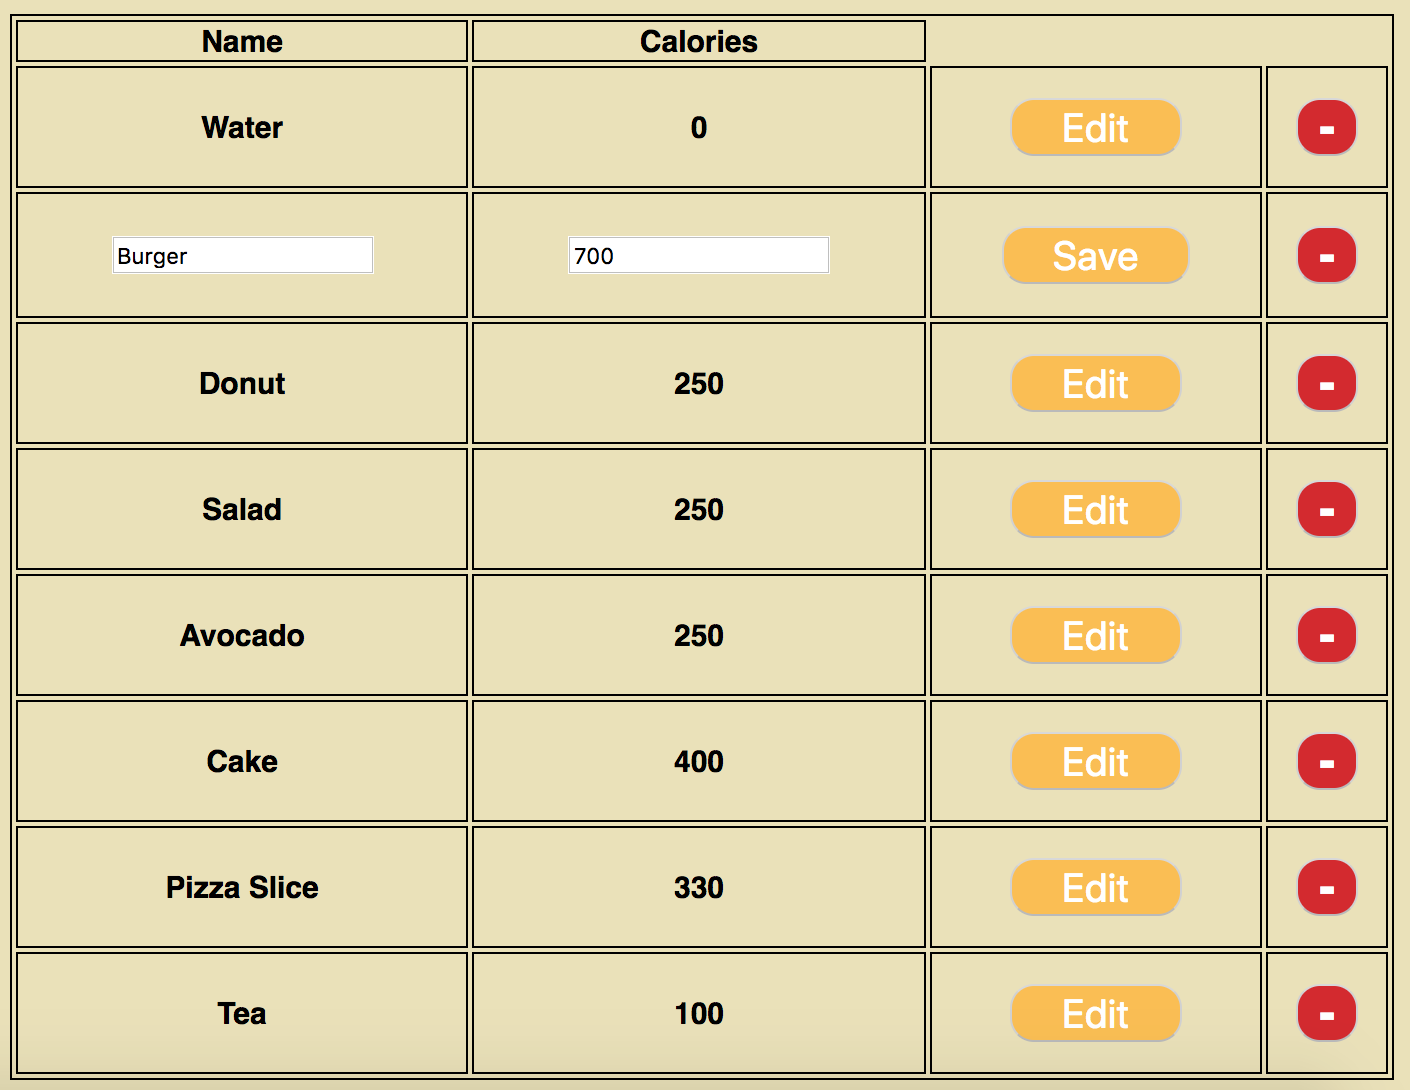 Name Calories
Water 0 Edit -
Burger 700 Save -
Donut 250 Edit -
Salad 250 Edit -
Avocado 250 Edit -
Cake 400 Edit -
Pizza Slice 330 Edit -
Tea 100 Edit -